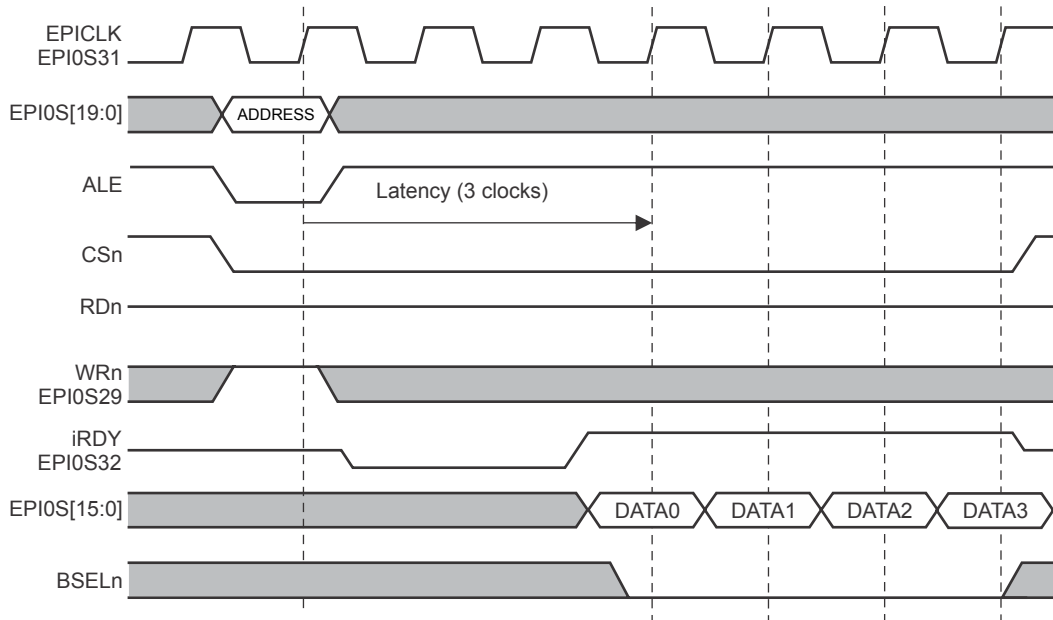 EPICLK
EPI0S31
EPI0S[19:0]
ADDRESS
ALE
Latency (3 clocks)
CSn
RDn
WRn
EPI0S29
iRDY
EPI0S32
EPI0S[15:0]
DATA0 DATA1 DATA2 DATA3
BSELn